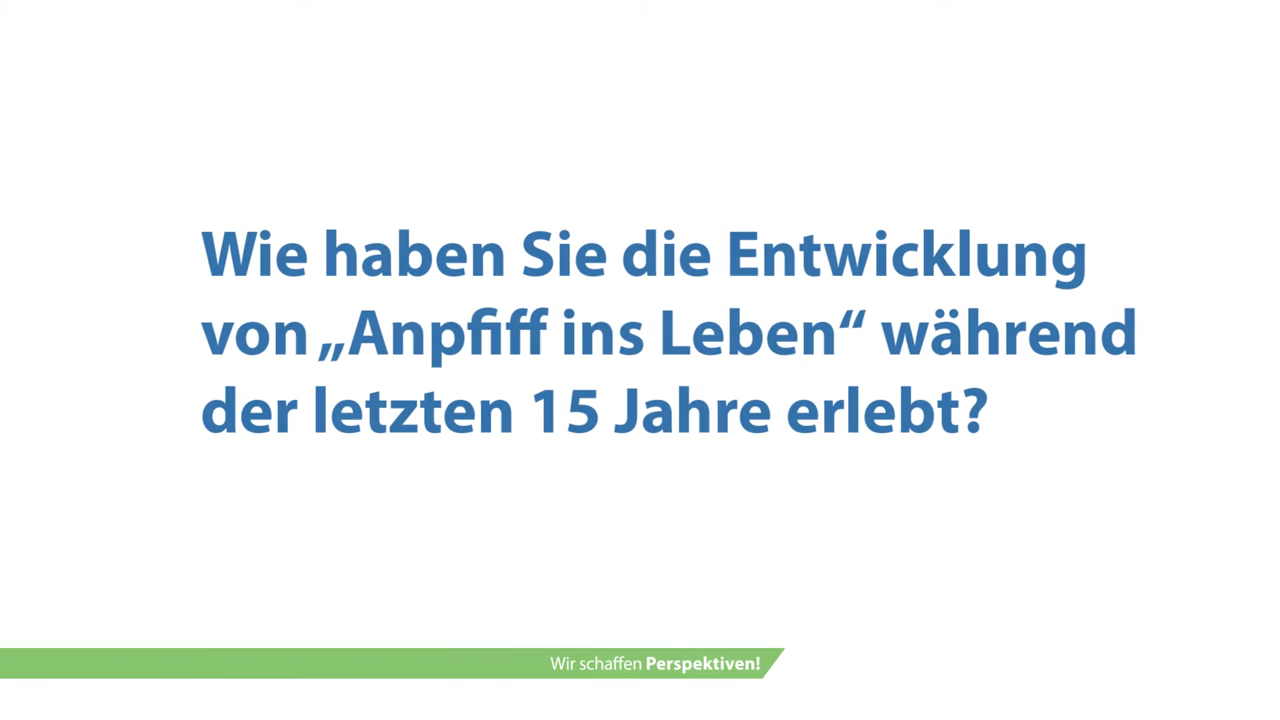 Wie haben Sie die Entwicklung
von „Anpfiff ins Leben“ während
der letzten 15 Jahre erlebt?
Wir schaffen Perspektiven!